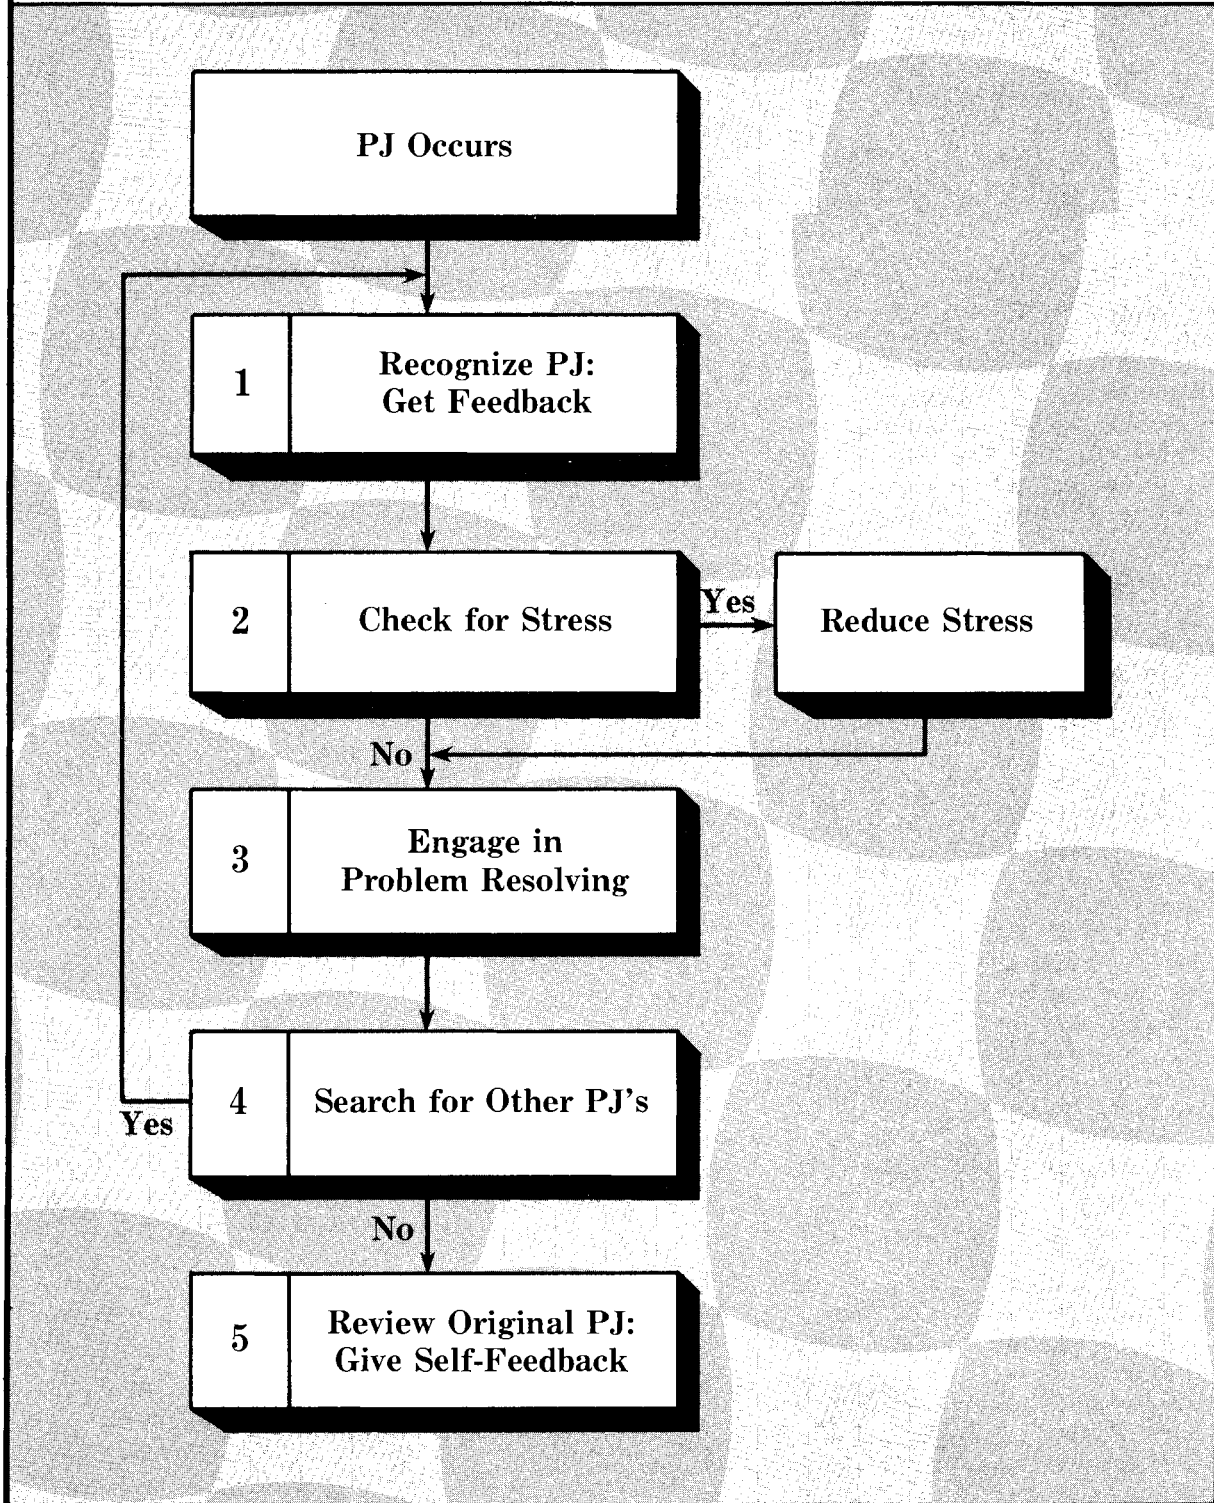 PJ Occurs
1
Recognize PJ:
Get Feedback
2
Check for Stress
Yes
Reduce Stress
No
3
Engage in
Problem Resolving
4
Search for Other PJ's
Yes
No
5
Review Original PJ:
Give Self-Feedback